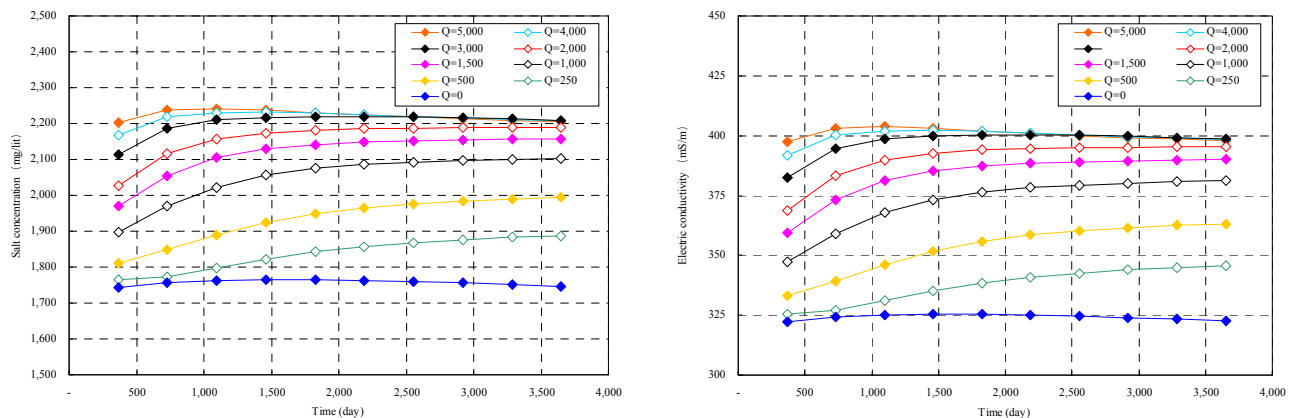 2,500
2,400
2,300
2,200
2,100
2,000
1,900
1,800
1,700
1,600
1,500
Salt concentration (mg/lit)
- 500 1,000 1,500 2,000 2,500 3,000 3,500 4,000
Time (day)
Q=5,000 Q=4,000
Q=3,000 Q=2,000
Q=1,500 Q=1,000
Q=500 Q=250
Q=0
450
425
400
375
350
325
300
Electric conductivity (mS/m)
- 500 1,000 1,500 2,000 2,500 3,000 3,500 4,000
Time (day)
Q=5,000 Q=4,000
Q=2,000
Q=1,500 Q=1,000
Q=500 Q=250
Q=0